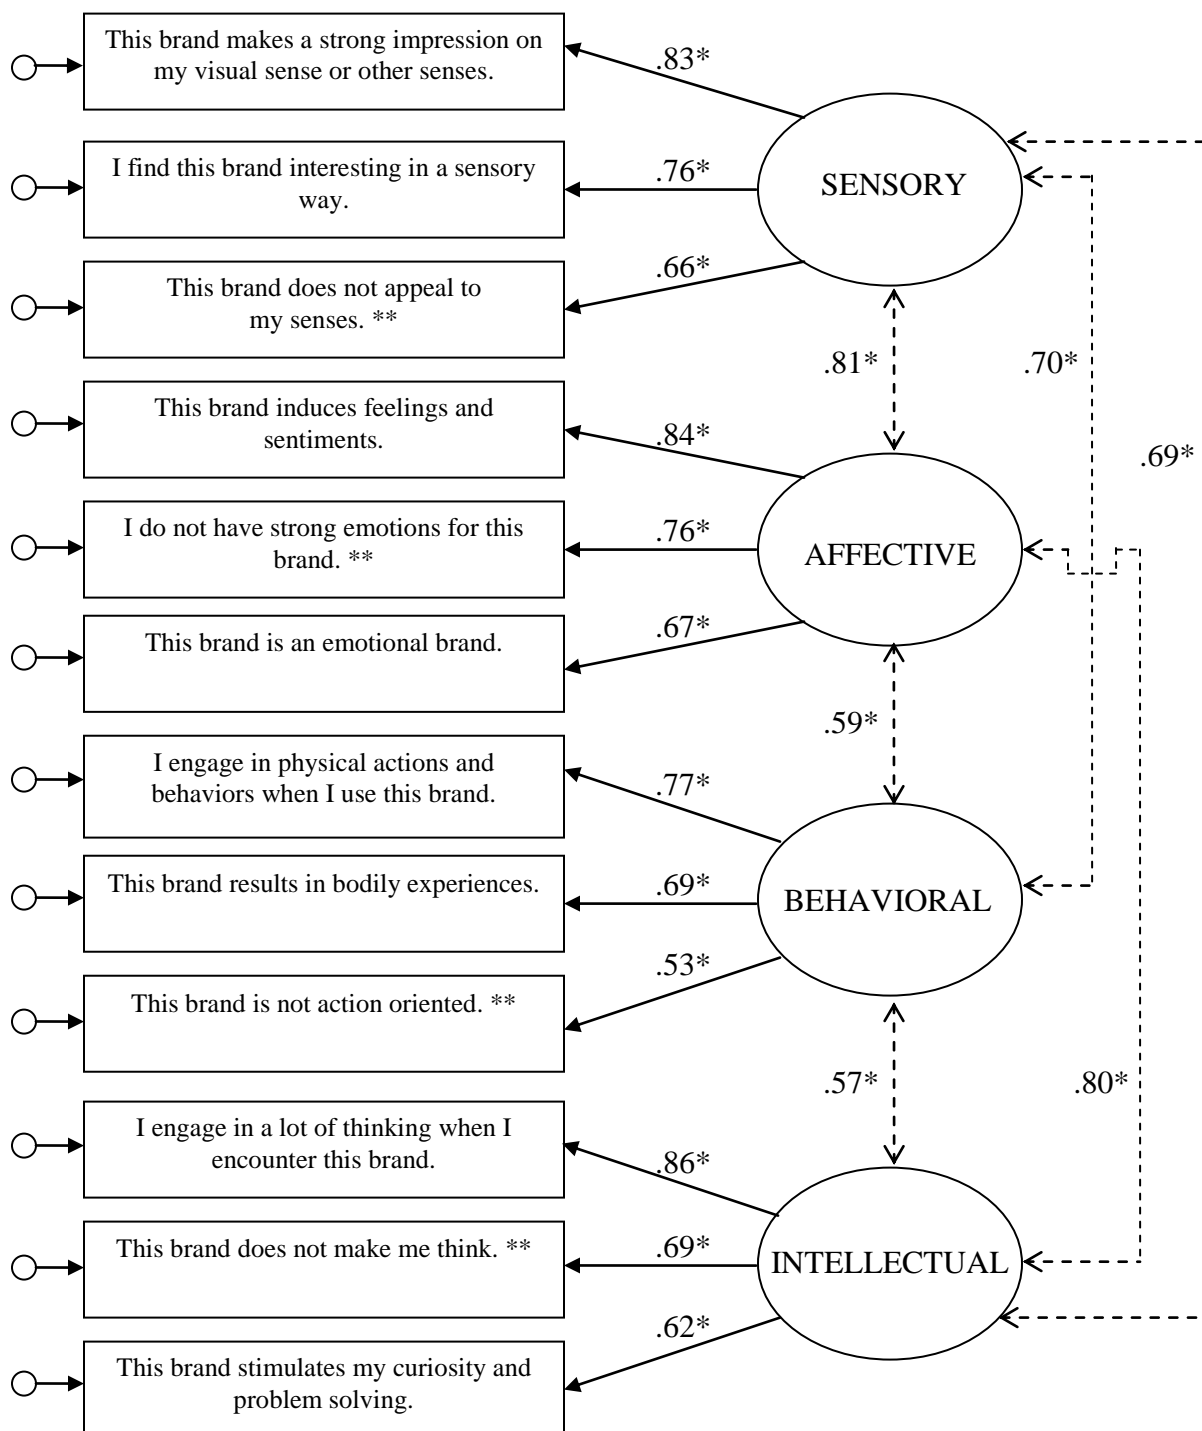 This brand makes a strong impression on
my visual sense or other senses.
.83*
I find this brand interesting in a sensory
way.
.76*
SENSORY
This brand does not appeal to
my senses. **
.66*
.81*
.70*
This brand induces feelings and
sentiments.
.84*
.69*
I do not have strong emotions for this
brand. **
.76*
AFFECTIVE
This brand is an emotional brand.
.67*
.59*
I engage in physical actions and
behaviors when I use this brand.
.77*
This brand results in bodily experiences.
.69*
BEHAVIORAL
This brand is not action oriented. **
.53*
.57*
.80*
I engage in a lot of thinking when I
encounter this brand.
.86*
This brand does not make me think. **
.69*
INTELLECTUAL
This brand stimulates my curiosity and
problem solving.
.62*